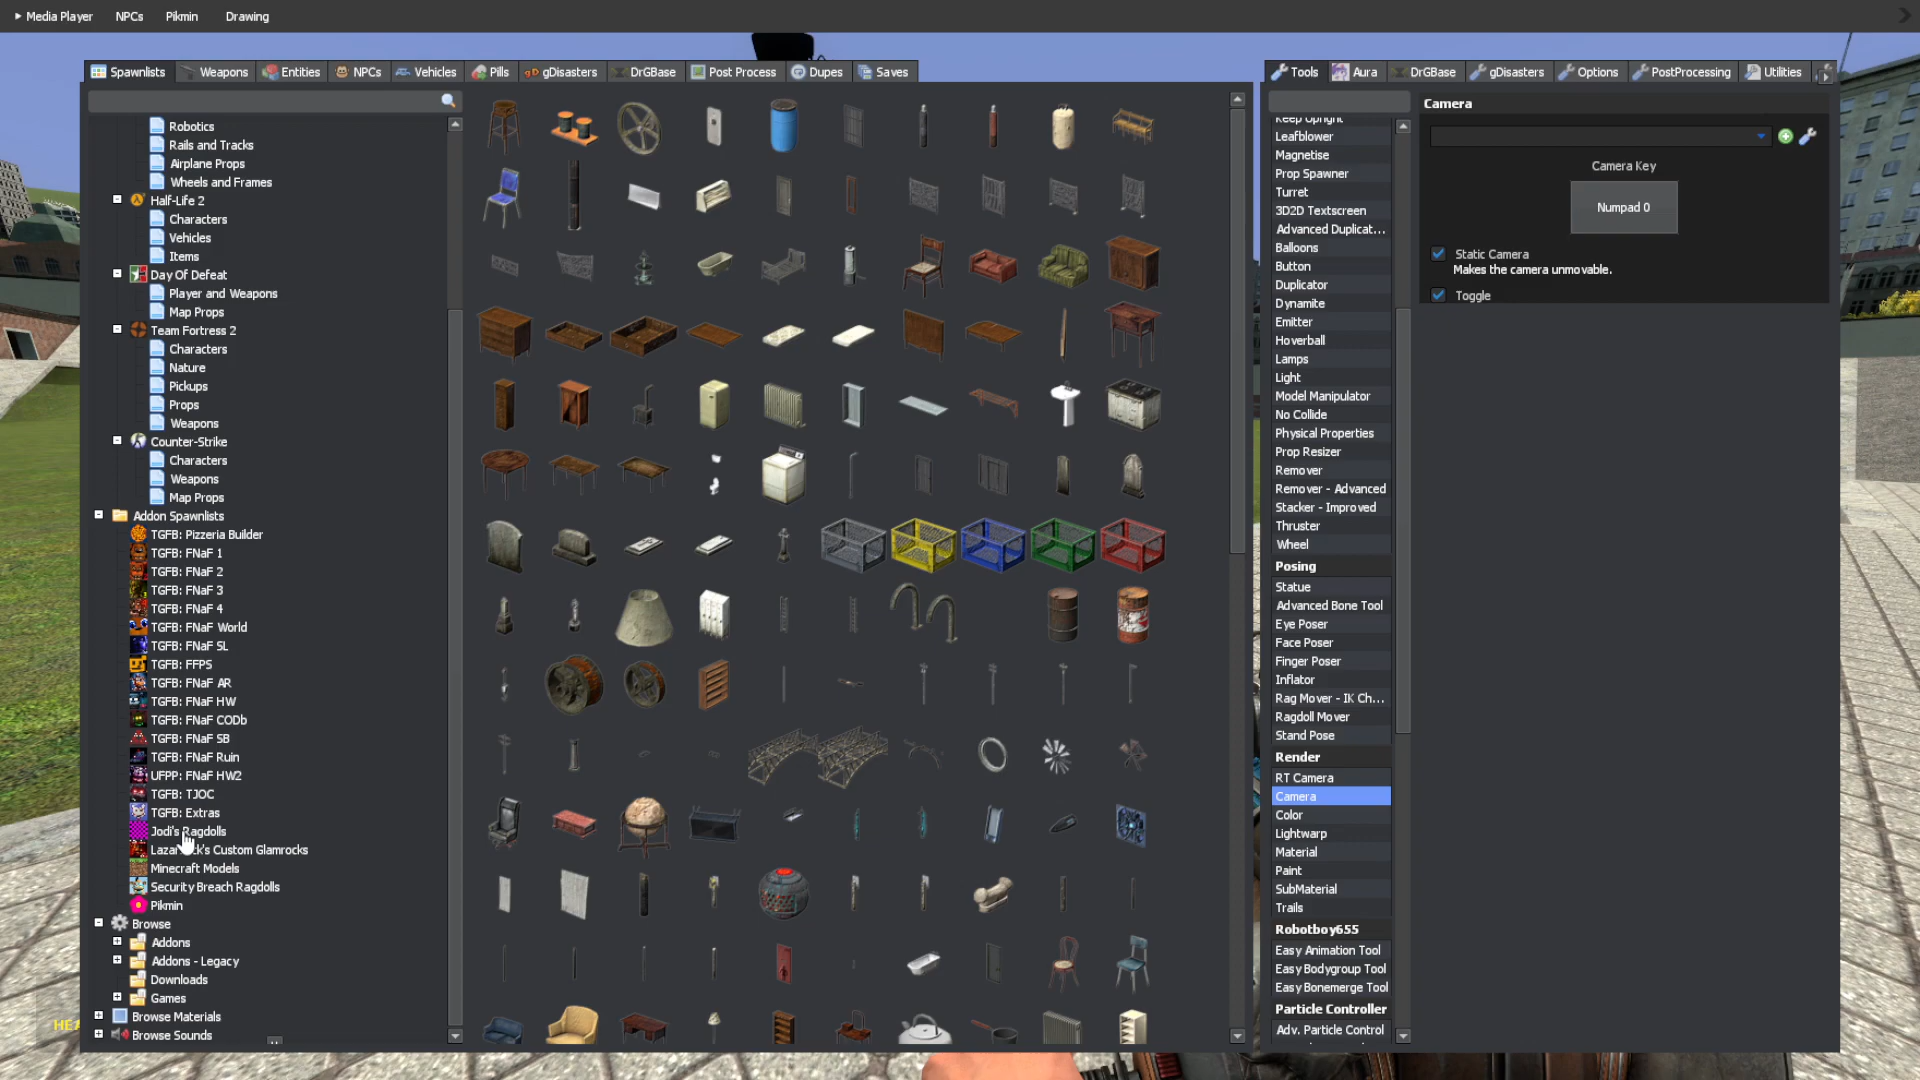 Media Player
NPCs
Pikmin
Drawing
Spawnlists
Weapons
Entities
NPCs
Vehicles
Pills
gDisasters
DrGBase
Post Process
Dupes
Saves
Robotics
Rails and Tracks
Airplane Props
Wheels and Frames
Half-Life 2
Characters
Vehicles
Items
Day Of Defeat
Player and Weapons
Map Props
Team Fortress 2
Characters
Nature
Pickups
Props
Weapons
Counter-Strike
Characters
Weapons
Map Props
Addon Spawnlists
TGFB: Pizzeria Builder
TGFB: FNaF 1
TGFB: FNaF 2
TGFB: FNaF 3
TGFB: FNaF 4
TGFB: FNaF World
TGFB: FNaF SL
TGFB: FFPS
TGFB: FNaF AR
TGFB: FNaF HW
TGFB: FNaF CODb
TGFB: FNaF SB
TGFB: FNaF Ruin
UFPP: FNaF HW2
TGFB: TJOC
TGFB: Extras
Jodi's Ragdolls
Custom Glamrocks
Minecraft Models
Security Breach Ragdolls
Pikmin
Browse
Addons
Addons - Legacy
Downloads
Games
Browse Materials
Browse Sounds
HEA
Tools
Aura
DrGBase
gDisasters
Options
PostProcessing
Utilities
Keep Upright
Leafblower
Magnetise
Prop Spawner
Turret
3D2D Textscreen
Advanced Duplicat...
Balloons
Button
Duplicator
Dynamite
Emitter
Hoverball
Lamps
Light
Model Manipulator
No Collide
Physical Properties
Prop Resizer
Remover
Remover - Advanced
Stacker - Improved
Thruster
Wheel
Posing
Statue
Advanced Bone Tool
Eye Poser
Face Poser
Finger Poser
Inflator
Rag Mover - IK Ch...
Ragdoll Mover
Stand Pose
Render
RT Camera
Camera
Color
Lightwarp
Material
Paint
SubMaterial
Trails
Robotboy655
Easy Animation Tool
Easy Bodygroup Tool
Easy Bonemerge Tool
Particle Controller
Adv. Particle Control
Camera
Camera Key
Numpad 0
Static Camera
Makes the camera unmovable.
Toggle